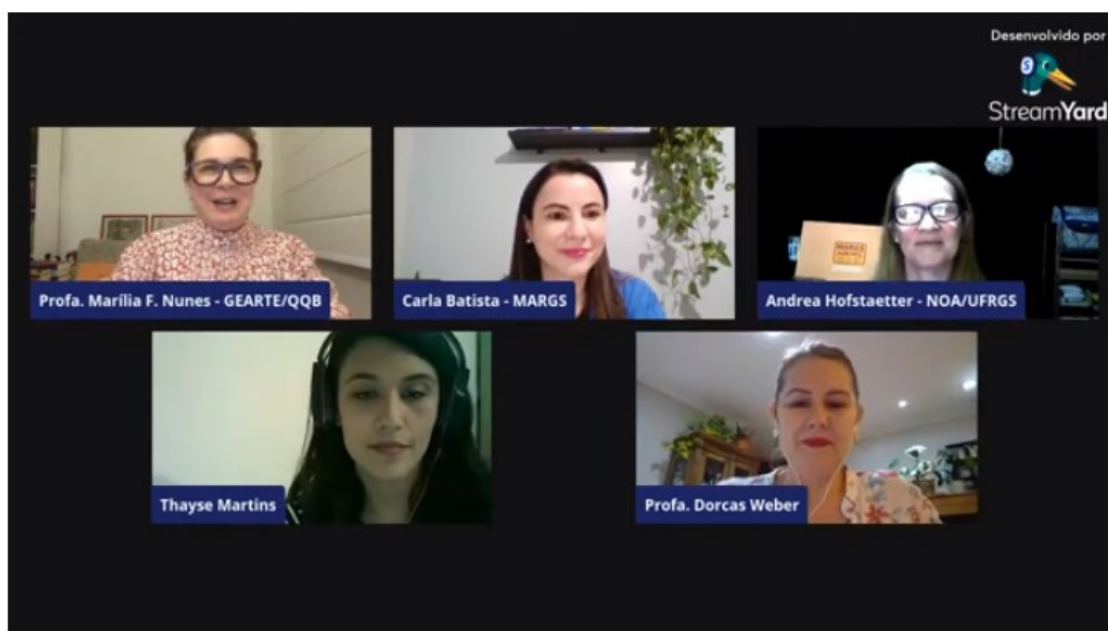 Desenvolvido por
S
StreamYard
MARGS
Profa. Marília F. Nunes - GEARTE/QQB
Carla Batista - MARGS
Andrea Hofstaetter - NOA/UFRGS
Thayse Martins
Profa. Dorcas Weber